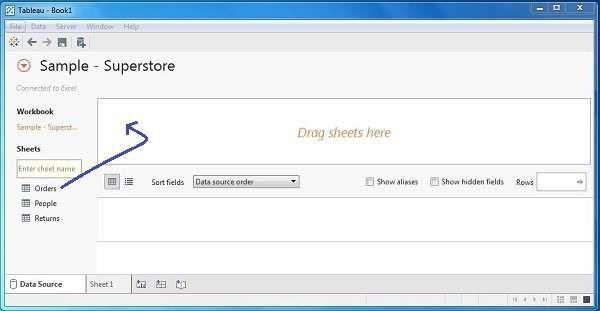 Tableau - Book1
File Data Server Window Help
Sample - Superstore
Connected to Excel
Workbook
Sample - Superst...
Sheets
Enter sheet name
Orders
People
Returns
Drag sheets here
Sort fields Data source order Show aliases Show hidden fields Rows
Data Source Sheet 1